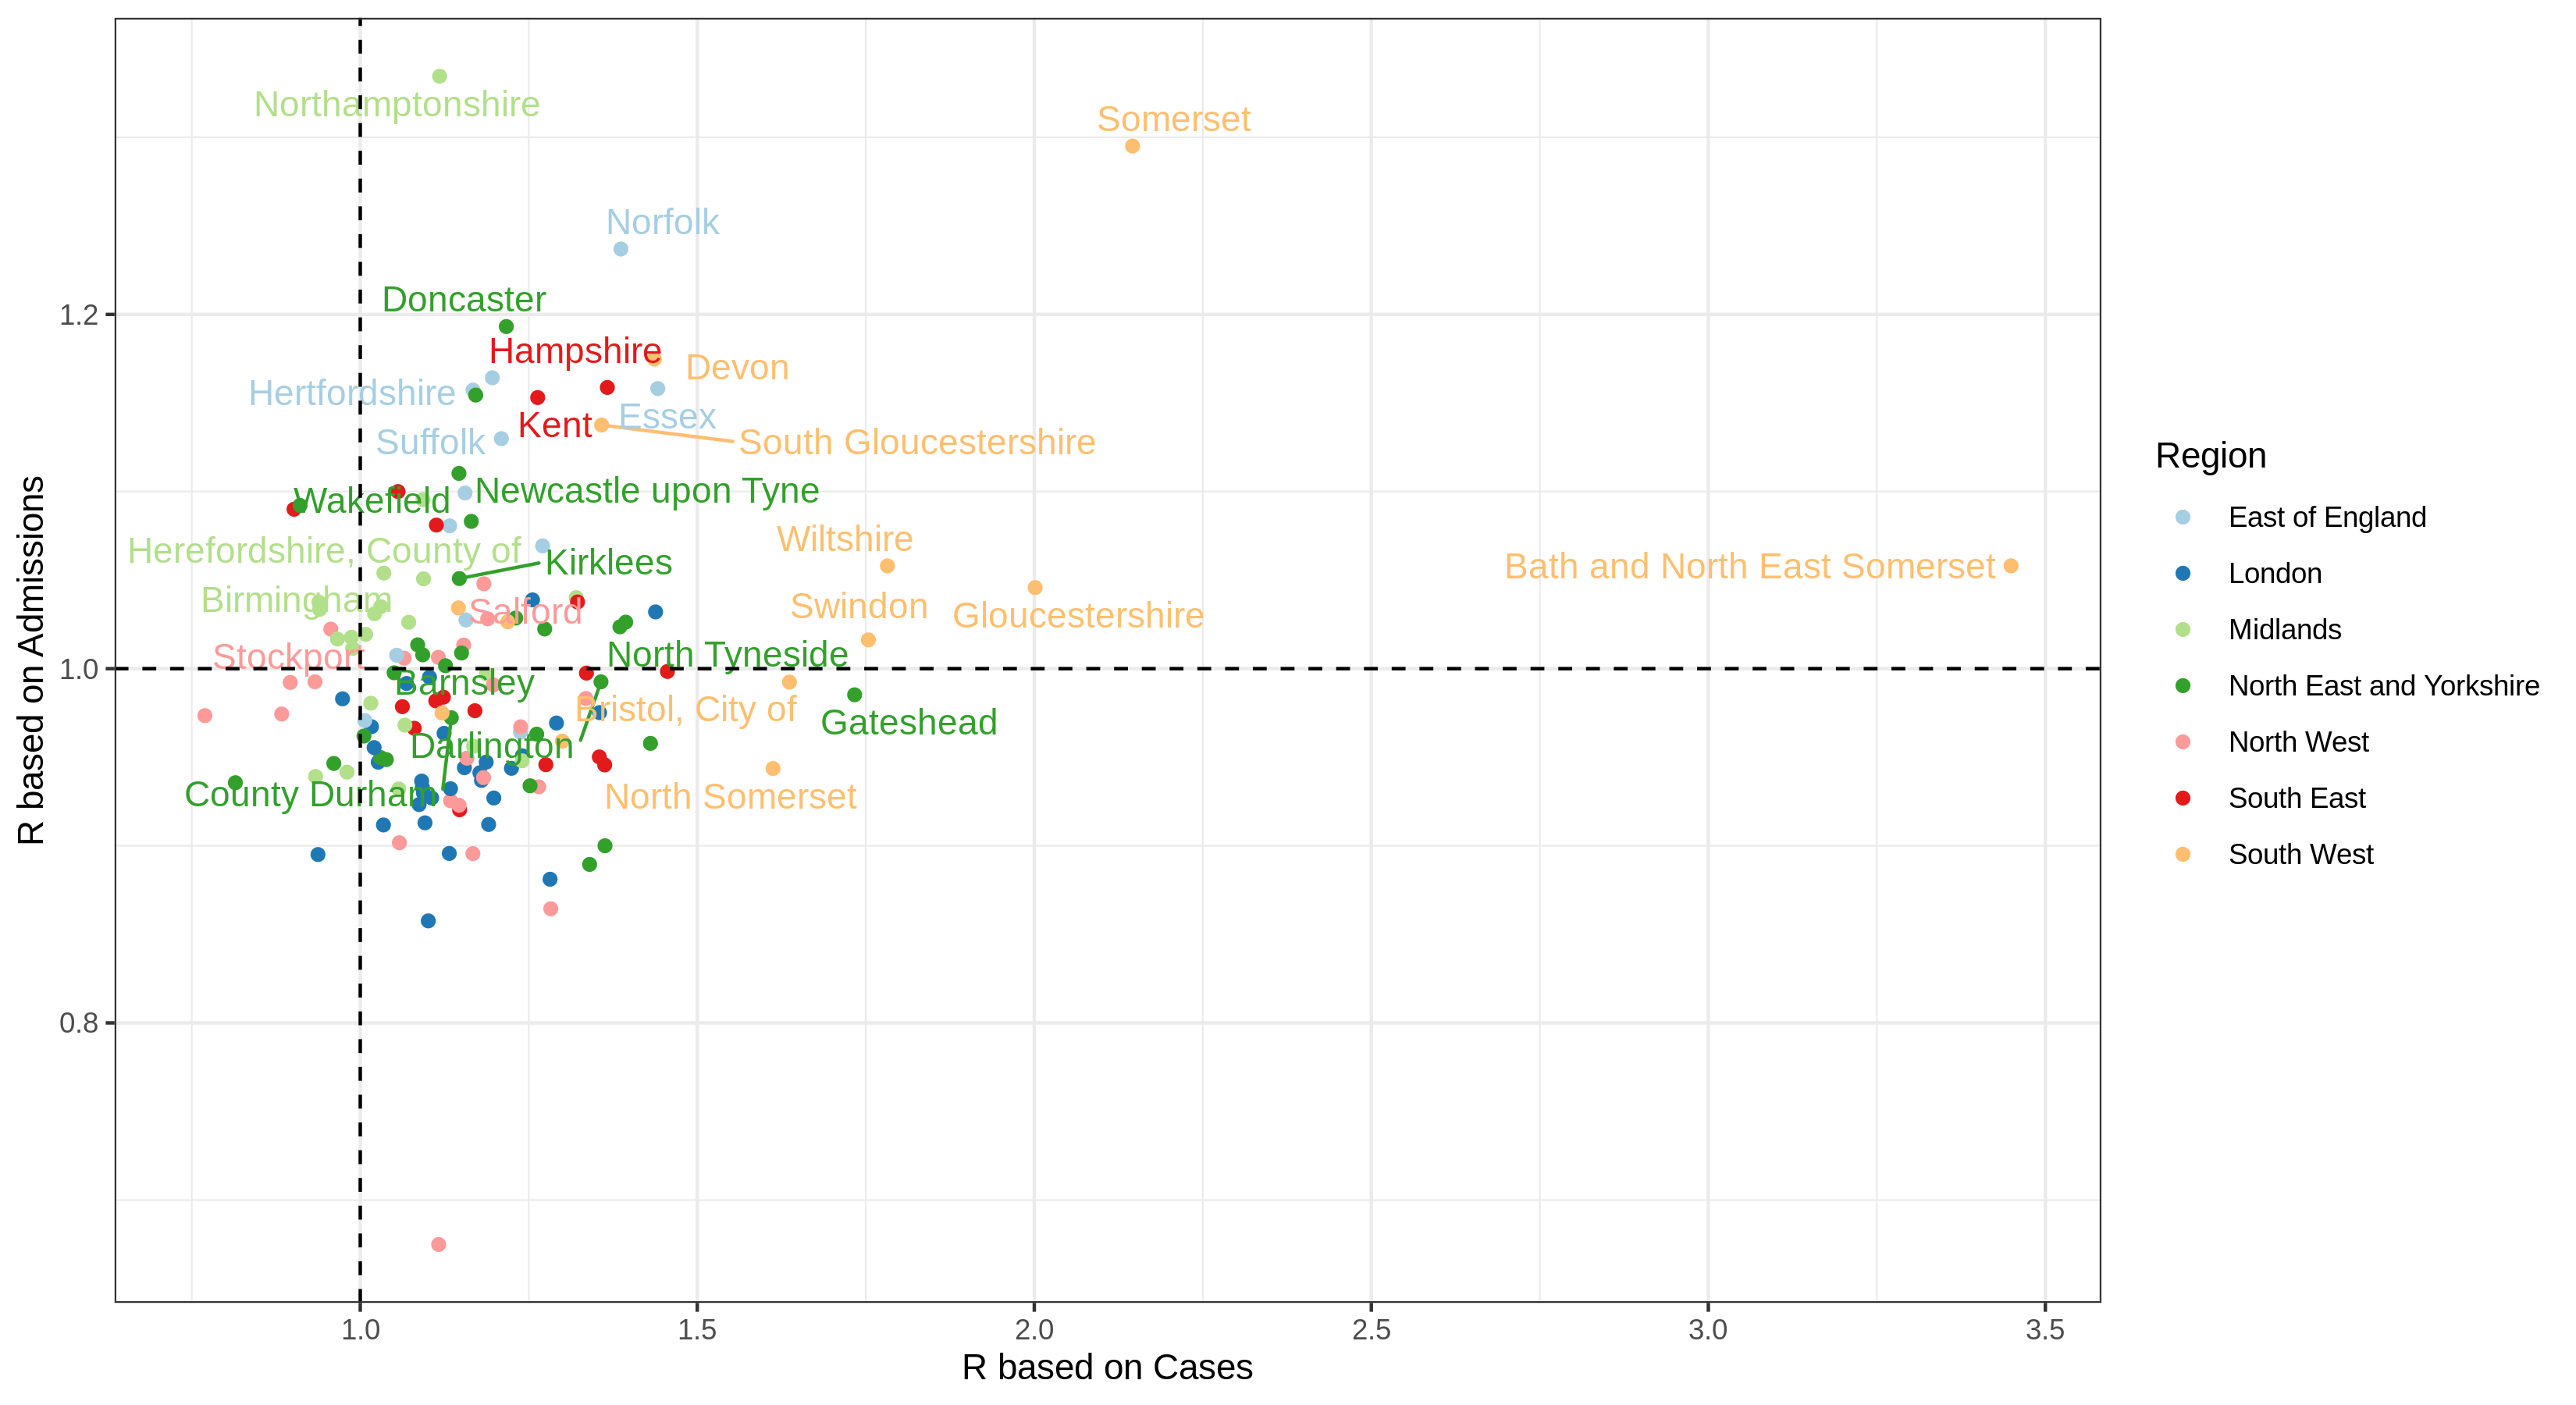 Northamptonshire
Somerset
Norfolk
Doncaster
1.2
Hampshire
Devon
Hertfordshire
Essex
Kent
Suffolk
South Gloucestershire
Region
Wakefield
Newcastle upon Tyne
East of England
Wiltshire
Herefordshire, County of
Kirklees
Bath and North East Somerset
London
Birmingham
Salford
Swindon
Gloucestershire
Midlands
Stockport
North Tyneside
1.0
R based on Admissions
Barnsley
North East and Yorkshire
Bristol, City of
Gateshead
Darlington
North West
County Durham
North Somerset
South East
South West
0.8
1.0
1.5
2.0
2.5
3.0
3.5
R based on Cases